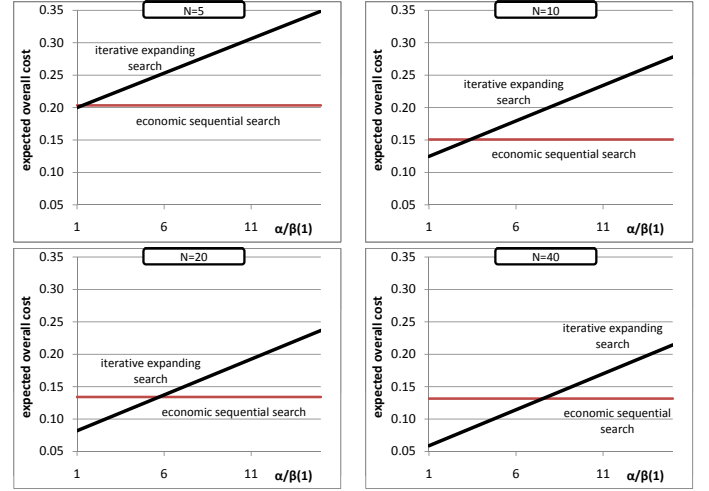 N=5
expected overall cost
0.35
0.30
0.25
0.20
0.15
0.10
0.05
iterative expanding
search
economic sequential search
1 6 11 α/β(1)
N=10
expected overall cost
0.35
0.30
0.25
0.20
0.15
0.10
0.05
iterative expanding
search
economic sequential search
1 6 11 α/β(1)
N=20
expected overall cost
0.35
0.30
0.25
0.20
0.15
0.10
0.05
iterative expanding
search
economic sequential search
1 6 11 α/β(1)
N=40
expected overall cost
0.35
0.30
0.25
0.20
0.15
0.10
0.05
iterative expanding
search
economic sequential
search
1 6 11 α/β(1)